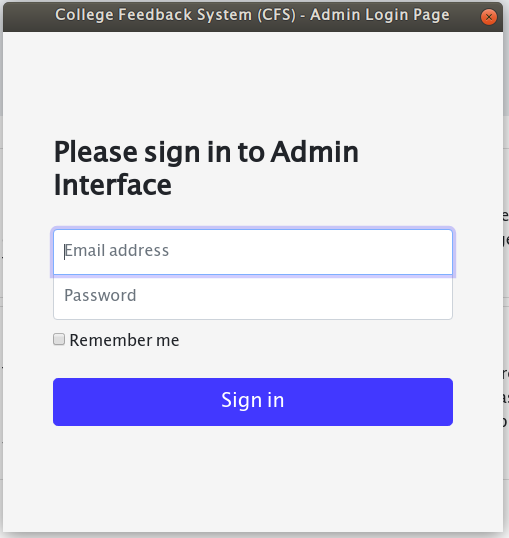 College Feedback System (CFS) - Admin Login Page
Please sign in to Admin
Interface
Email address
Password
Remember me
Sign in